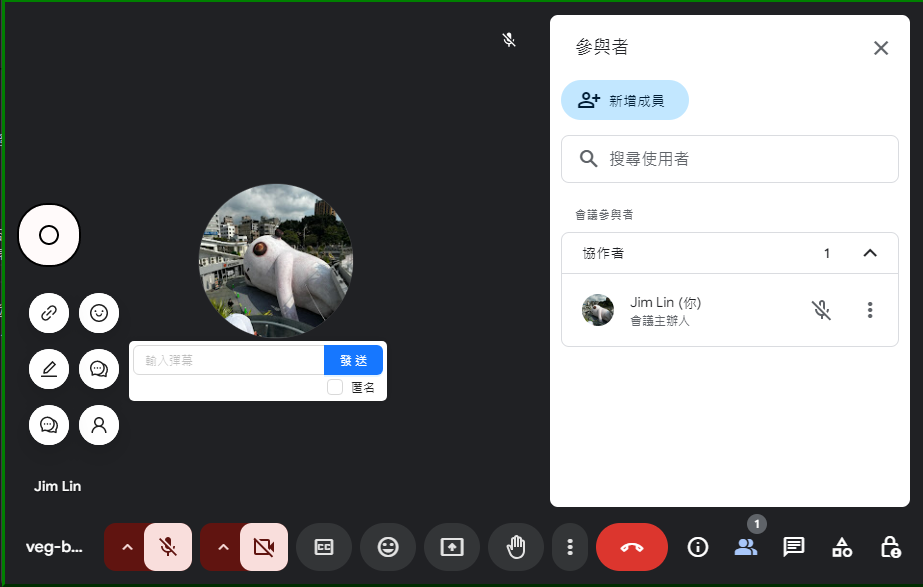 參與者
新增成員
搜尋使用者
會議參與者
協作者 1
Jim Lin (你)
會議主辦人
輸入彈幕
發 送
匿名
Jim Lin
veg-b...
CC
1